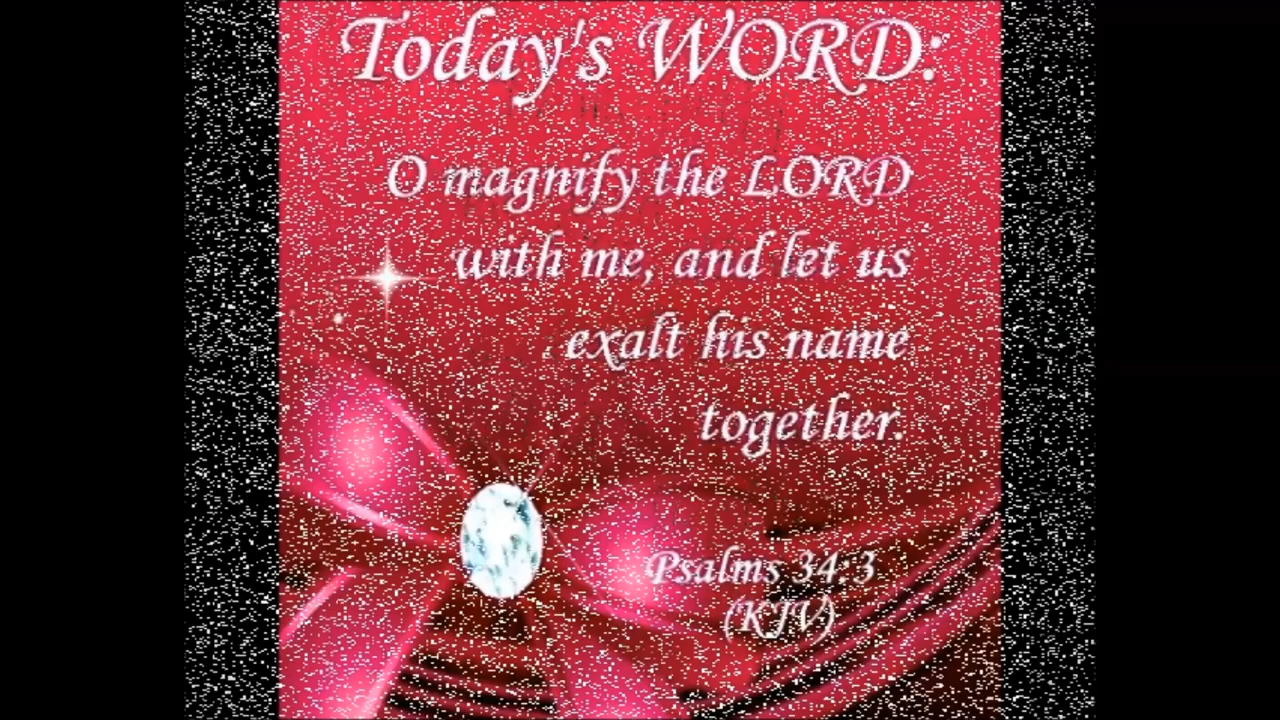 Today's WORD:
O magnify the LORD
with me, and let us
exalt his name
together.
Psalms 34:3
(KJV)